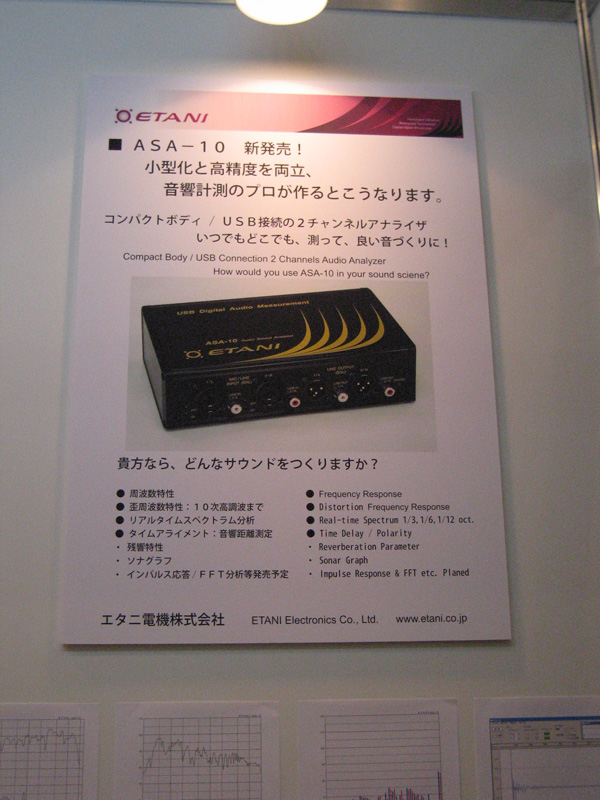 ETANI
■ ASA－10 新発売！
小型化と高精度を両立、
音響計測のプロが作るとこうなります。
コンパクトボディ / USB接続の2チャンネルアナライザ
いつでもどこでも、測って、良い音づくりに！
Compact Body / USB Connection 2 Channels Audio Analyzer
How would you use ASA-10 in your sound sciene?
USB Digital Audio Measurement
ASA-10
ETANI
MIC/LINE INPUT (BAL)
LINE OUTPUT (BAL)
貴方なら、どんなサウンドをつくりますか？
● 周波数特性
● 歪周波数特性：10次高調波まで
● リアルタイムスペクトラム分析
● タイムアライメント：音響距離測定
・ 残響特性
・ ソナグラフ
・ インパルス応答/FFT分析等発売予定
● Frequency Response
● Distortion Frequency Response
● Real-time Spectrum 1/3,1/6,1/12 oct.
● Time Delay / Polarity
・ Reverberation Parameter
・ Sonar Graph
・ Impulse Response & FFT etc. Planed
エタニ電機株式会社 ETANI Electronics Co., Ltd. www.etani.co.jp